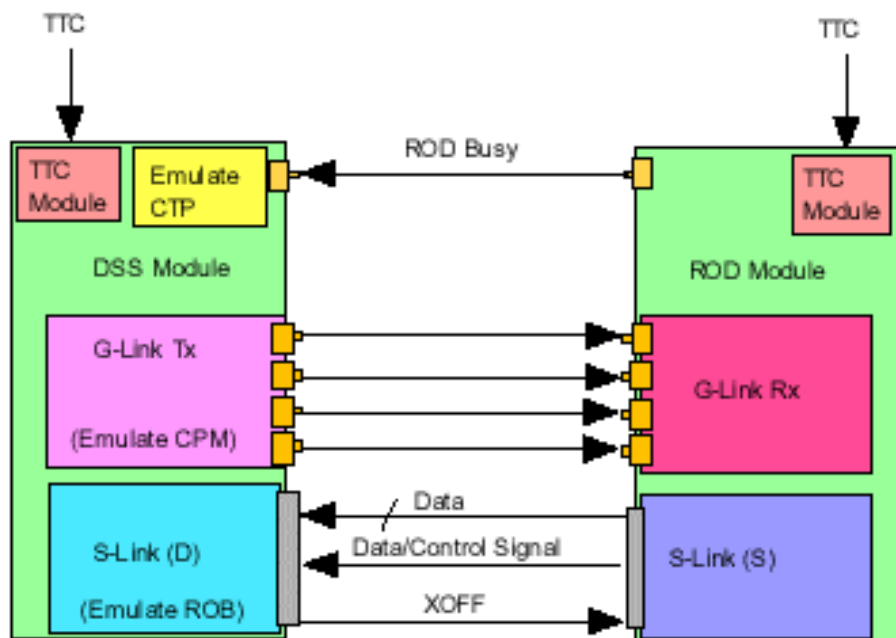 TTC
TTC
ROD Busy
TTC
Module
Emulate
CTP
TTC
Module
DSS Module
ROD Module
G-Link Tx
(Emulate CPM)
G-Link Rx
Data
Data/Control Signal
S-Link (D)
(Emulate ROB)
S-Link (S)
XOFF